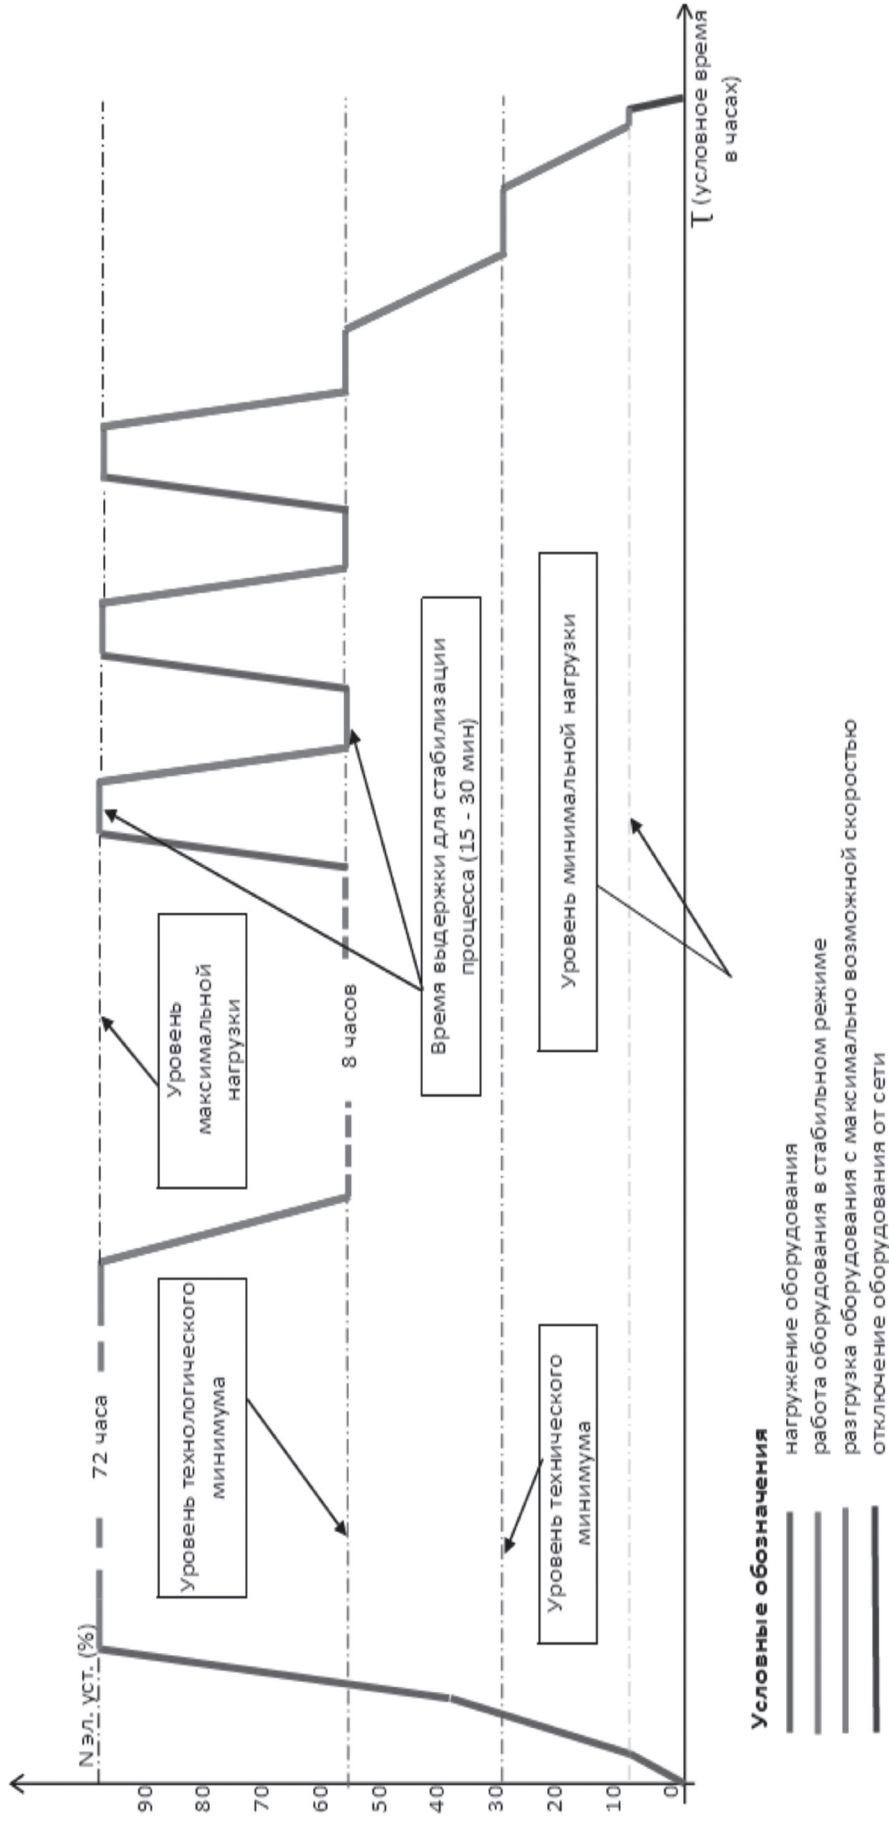 N эл. уст. (%)
90
80
70
60
50
40
30
20
10
0
72 часа
8 часов
Уровень
максимальной
нагрузки
Уровень технологического
минимума
Время выдержки для стабилизации
процесса (15 - 30 мин)
Уровень технического
минимума
Уровень минимальной нагрузки
τ (условное время
в часах)
Условные обозначения
нагружение оборудования
работа оборудования в стабильном режиме
разгрузка оборудования с максимально возможной скоростью
отключение оборудования от сети